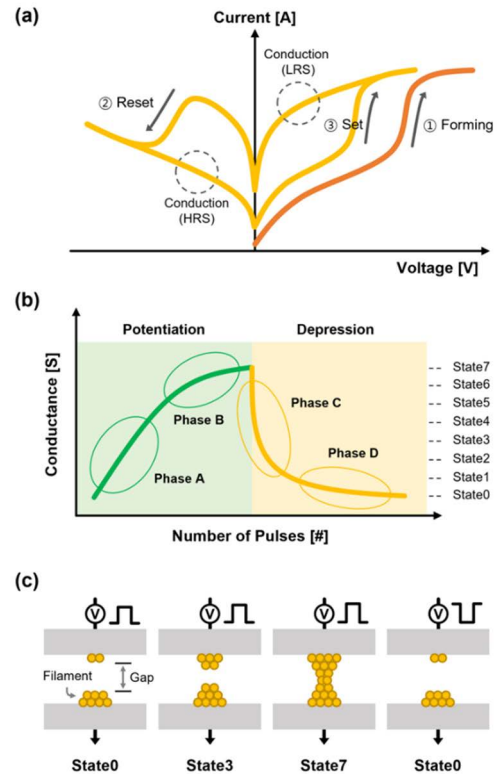 (a)
Current [A]
Conduction
(LRS)
② Reset
③ Set
① Forming
Conduction
(HRS)
Voltage [V]
(b)
Potentiation
Depression
Conductance [S]
State7
State6
State5
State4
State3
State2
State1
State0
Phase C
Phase B
Phase D
Phase A
Number of Pulses [#]
(c)
V
V
V
V
Filament
Gap
State0
State3
State7
State0